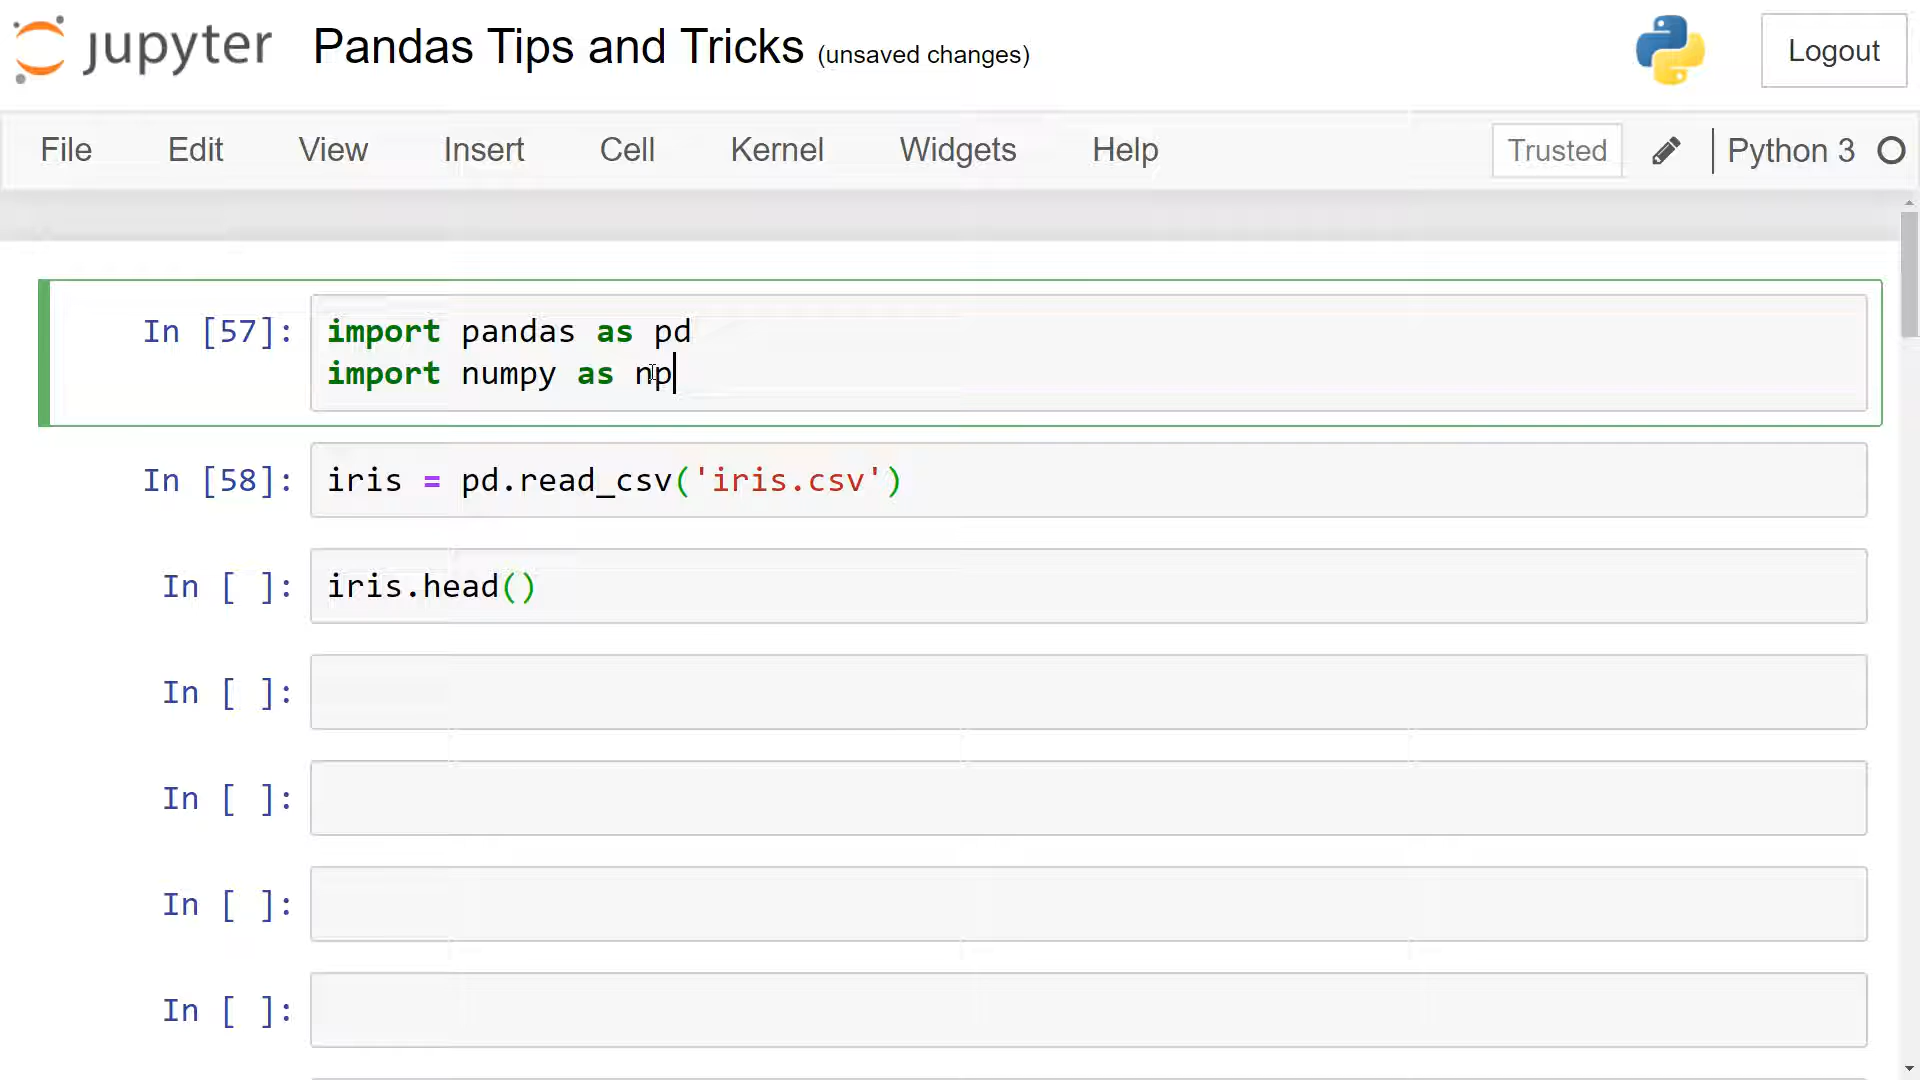 jupyter Pandas Tips and Tricks (unsaved changes) Logout
File Edit View Insert Cell Kernel Widgets Help Trusted Python 3
In [57]: import pandas as pd
import numpy as np
In [58]: iris = pd.read_csv('iris.csv')
In [ ]: iris.head()
In [ ]:
In [ ]:
In [ ]:
In [ ]: